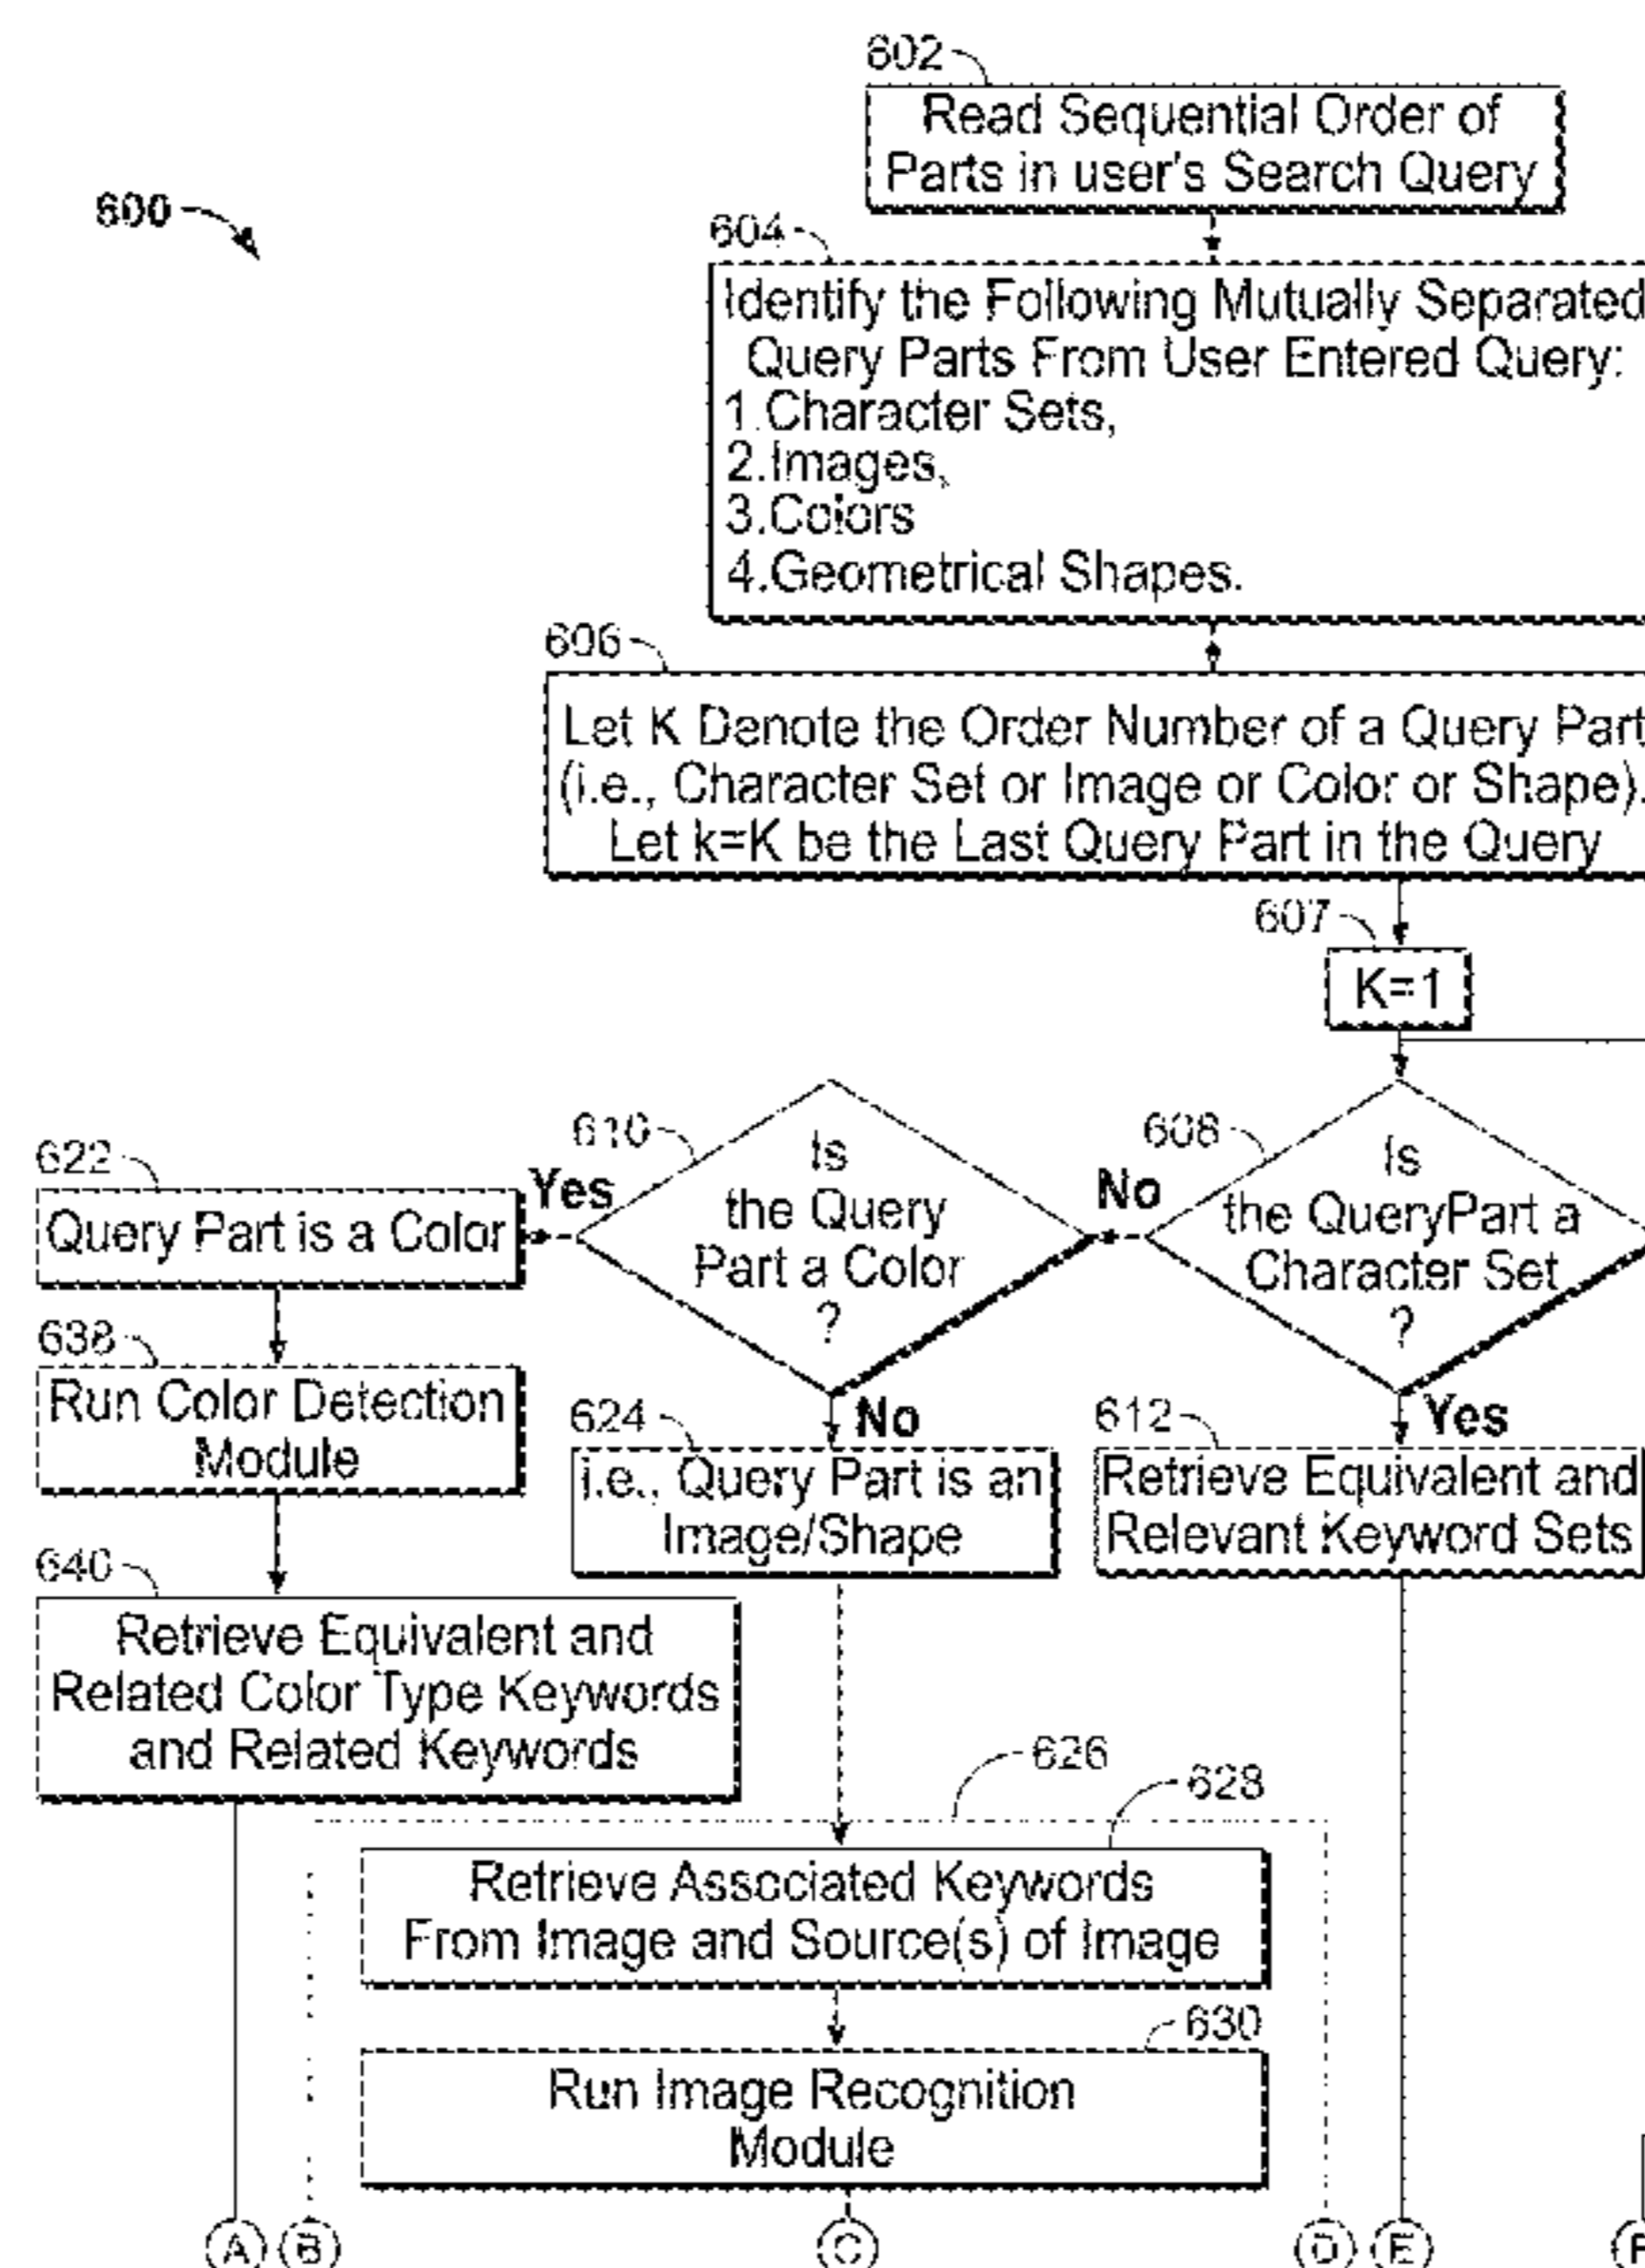 602
Read Sequential Order of
Parts in user's Search Query
600
604
Identify the Following Mutually Separated
Query Parts From User Entered Query:
1.Character Sets,
2.Images,
3.Colors
4.Geometrical Shapes.
606
Let K Denote the Order Number of a Query Part
(i.e., Character Set or Image or Color or Shape).
Let k=K be the Last Query Part in the Query
607
K=1
610
Is
the Query
Part a Color
?
608
Is
the QueryPart a
Character Set
?
622
Yes
No
Query Part is a Color
638
Run Color Detection
Module
624
No
i.e., Query Part is an
Image/Shape
612
Yes
Retrieve Equivalent and
Relevant Keyword Sets
640
Retrieve Equivalent and
Related Color Type Keywords
and Related Keywords
626
628
Retrieve Associated Keywords
From Image and Source(s) of Image
630
Run Image Recognition
Module
A
B
C
D
E